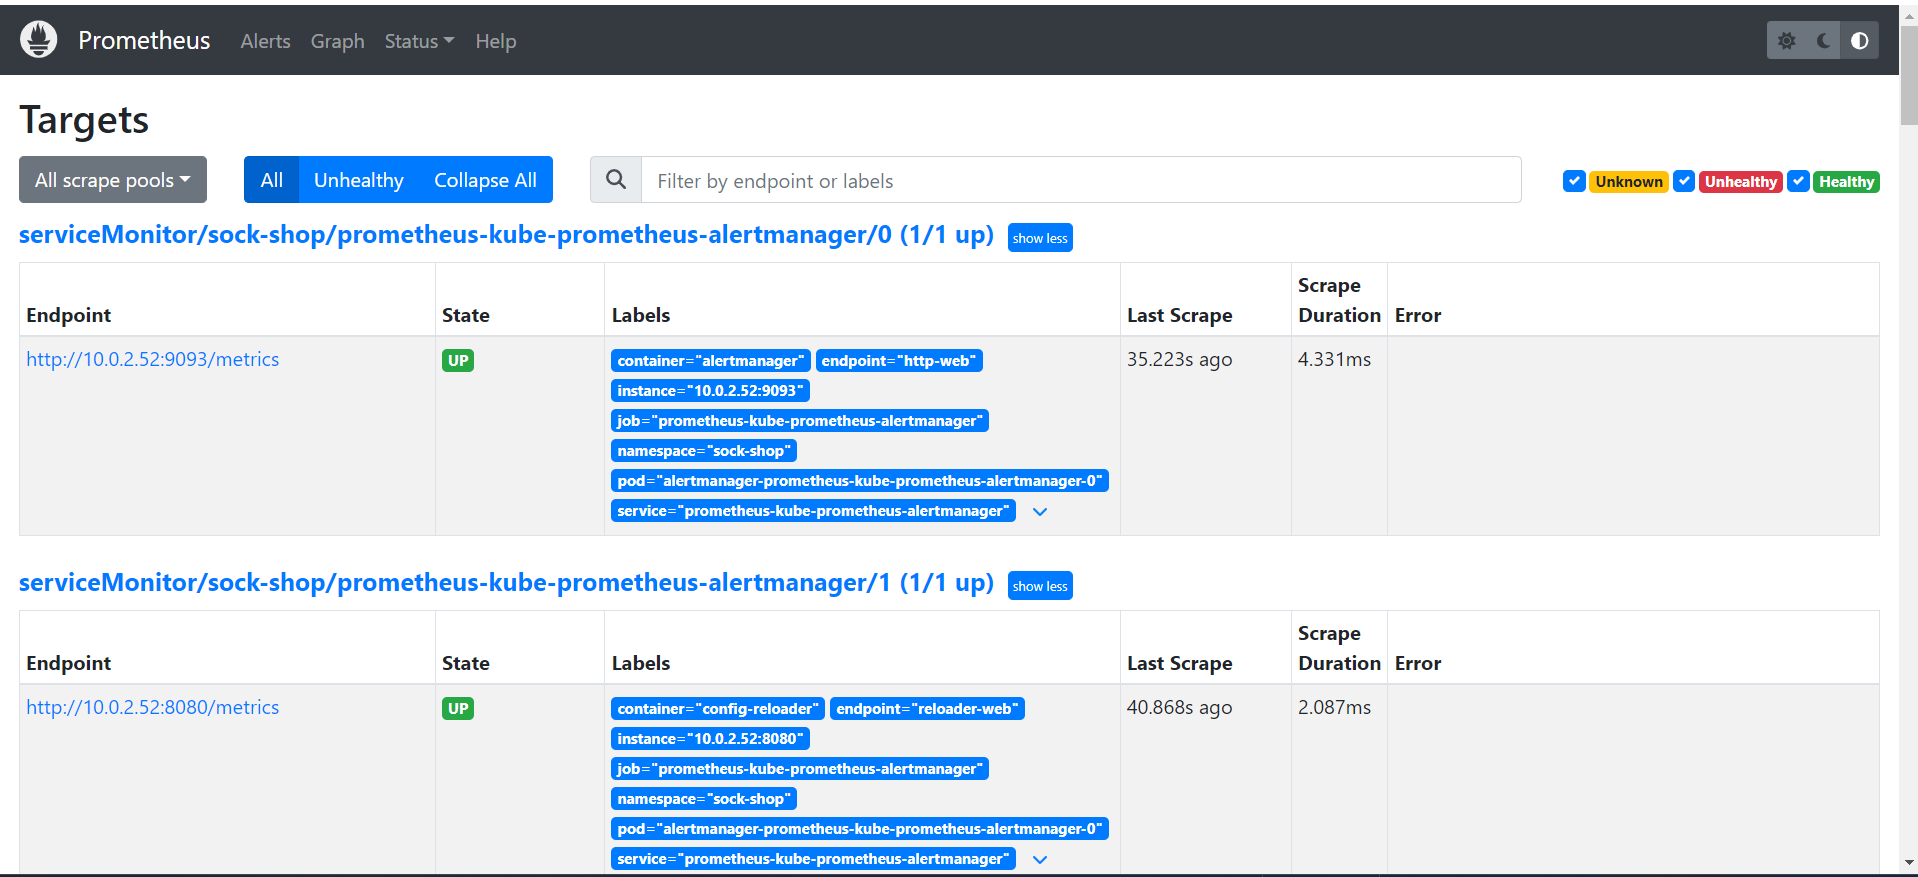 Prometheus Alerts Graph Status Help
Targets
All scrape pools All Unhealthy Collapse All Filter by endpoint or labels Unknown Unhealthy Healthy
serviceMonitor/sock-shop/prometheus-kube-prometheus-alertmanager/0 (1/1 up) show less
Endpoint State Labels Last Scrape Scrape Duration Error
http://10.0.2.52:9093/metrics UP container="alertmanager" endpoint="http-web" 35.223s ago 4.331ms
instance="10.0.2.52:9093"
job="prometheus-kube-prometheus-alertmanager"
namespace="sock-shop"
pod="alertmanager-prometheus-kube-prometheus-alertmanager-0"
service="prometheus-kube-prometheus-alertmanager"
serviceMonitor/sock-shop/prometheus-kube-prometheus-alertmanager/1 (1/1 up) show less
Endpoint State Labels Last Scrape Scrape Duration Error
http://10.0.2.52:8080/metrics UP container="config-reloader" endpoint="reloader-web" 40.868s ago 2.087ms
instance="10.0.2.52:8080"
job="prometheus-kube-prometheus-alertmanager"
namespace="sock-shop"
pod="alertmanager-prometheus-kube-prometheus-alertmanager-0"
service="prometheus-kube-prometheus-alertmanager"